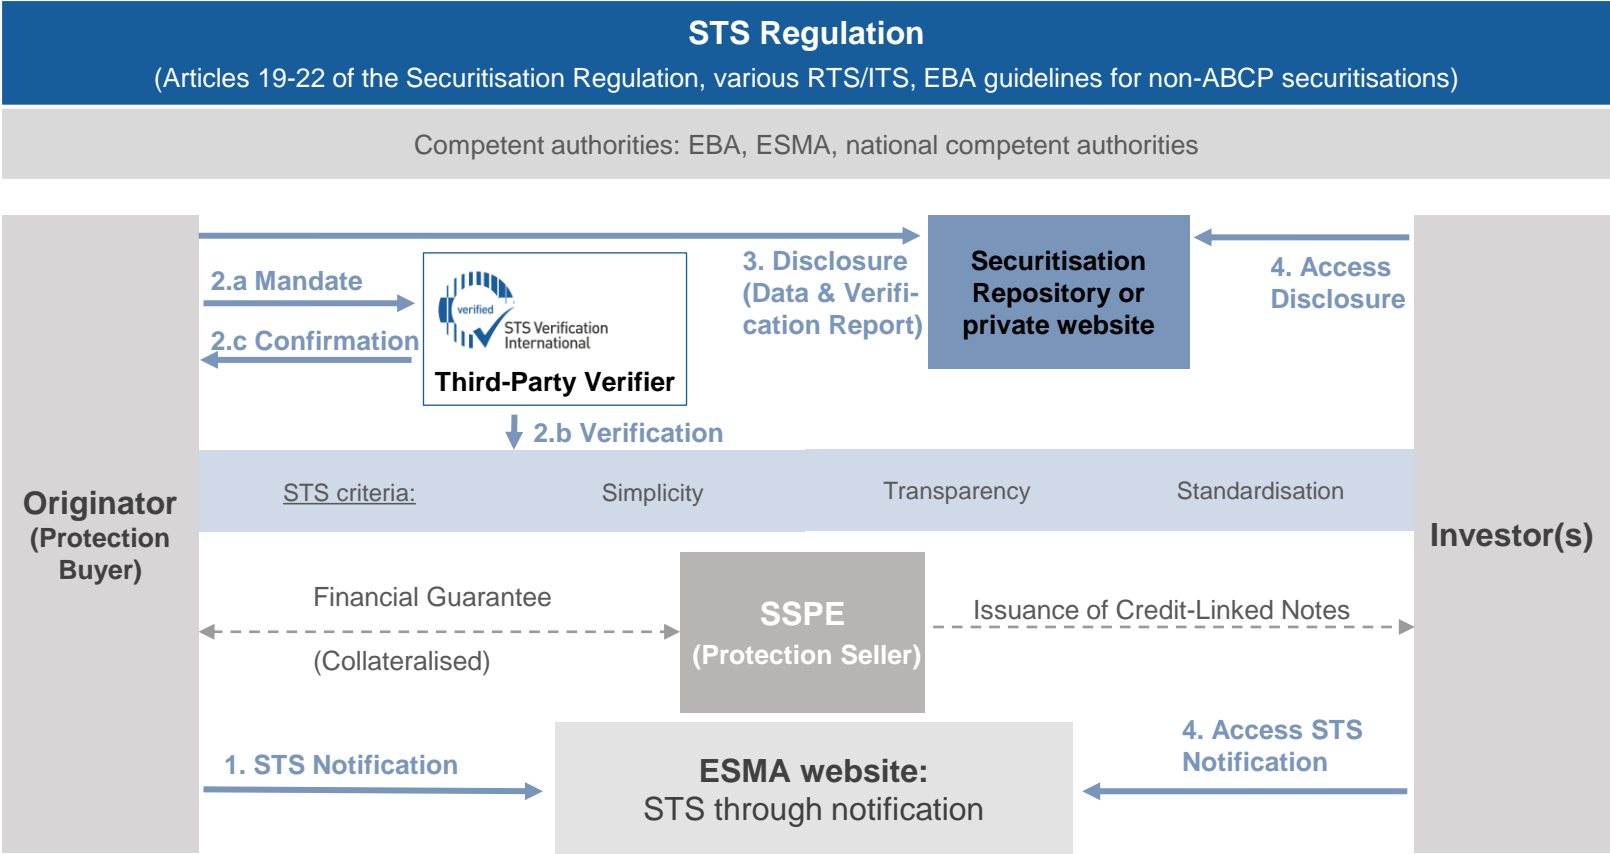 STS Regulation
(Articles 19-22 of the Securitisation Regulation, various RTS/ITS, EBA guidelines for non-ABCP securitisations)
Competent authorities: EBA, ESMA, national competent authorities
2.a Mandate
2.c Confirmation
verified
STS Verification
International
Third-Party Verifier
2.b Verification
3. Disclosure
(Data & Verifi-
cation Report)
Securitisation
Repository or
private website
4. Access
Disclosure
Originator
(Protection
Buyer)
STS criteria:
Simplicity
Transparency
Standardisation
Investor(s)
Financial Guarantee
(Collateralised)
SSPE
(Protection Seller)
Issuance of Credit-Linked Notes
1. STS Notification
ESMA website:
STS through notification
4. Access STS
Notification